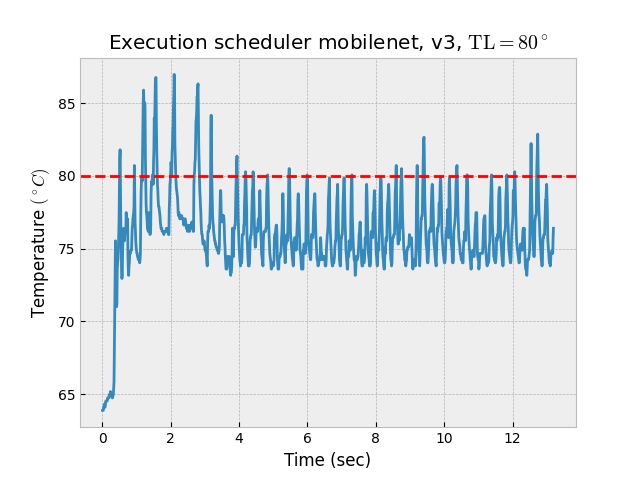 Execution scheduler mobilenet, v3, TL = 80°
85
80
75
70
65
Temperature (°C)
0 2 4 6 8 10 12
Time (sec)